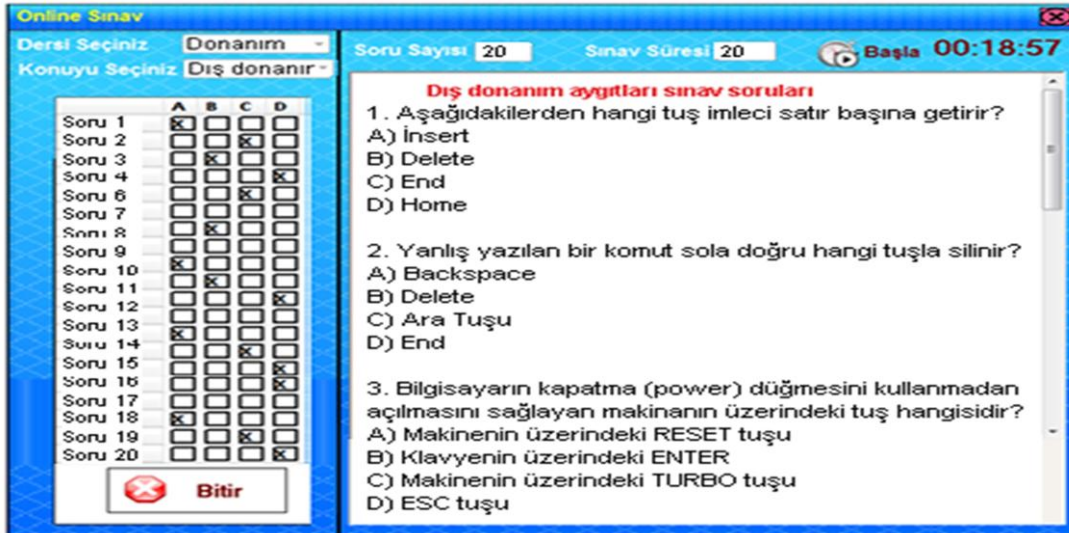 Online Sınav
Dersi Seçiniz Donanım
Konuyu Seçiniz Dış donanır
A B C D
Soru 1
Soru 2
Soru 3
Soru 4
Soru 6
Soru 7
Soru 8
Soru 9
Soru 10
Soru 11
Soru 12
Soru 13
Soru 14
Soru 15
Soru 16
Soru 17
Soru 18
Soru 19
Soru 20
Bitir
Soru Sayısı 20 Sınav Süresi 20 Başla 00:18:57
Dış donanım aygıtları sınav soruları
1. Aşağıdakilerden hangi tuş imleci satır başına getirir?
A) İnsert
B) Delete
C) End
D) Home
2. Yanlış yazılan bir komut sola doğru hangi tuşla silinir?
A) Backspace
B) Delete
C) Ara Tuşu
D) End
3. Bilgisayarın kapatma (power) düğmesini kullanmadan
açılmasını sağlayan makinanın üzerindeki tuş hangisidir?
A) Makinenin üzerindeki RESET tuşu
B) Klavyenin üzerindeki ENTER
C) Makinenin üzerindeki TURBO tuşu
D) ESC tuşu